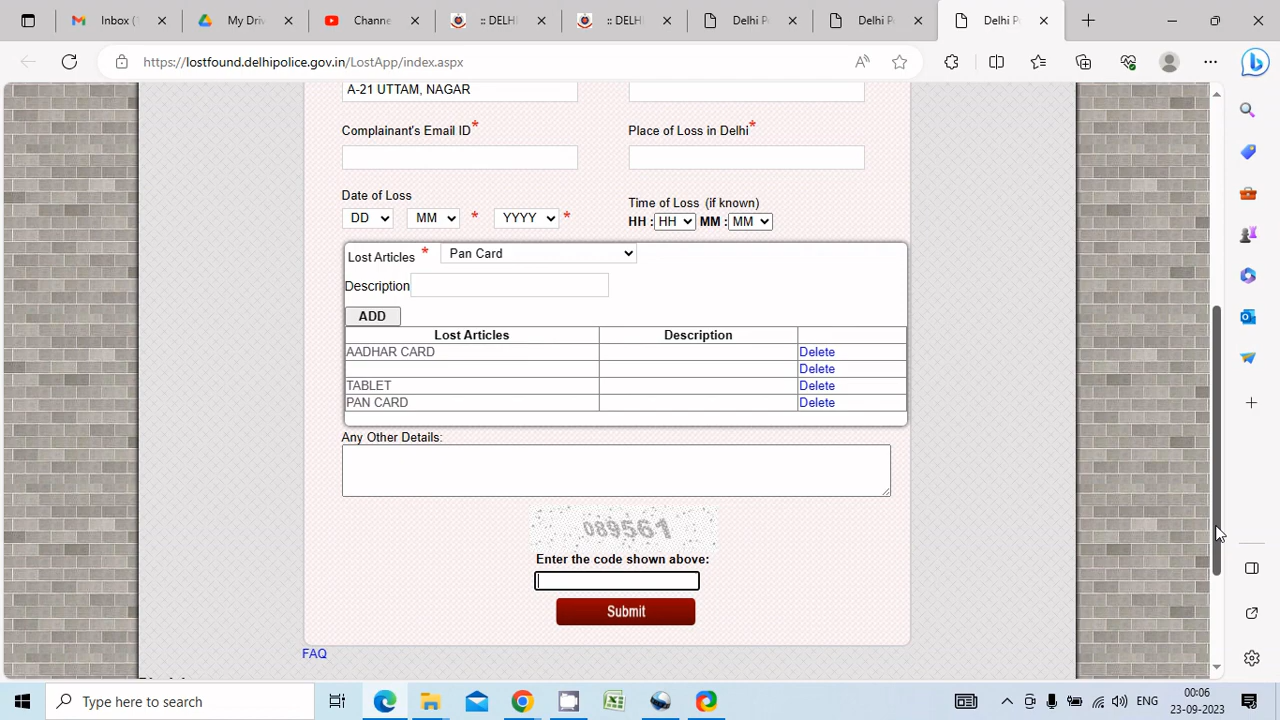 Inbox (
My Driv
Channe
:: DELHI
:: DELH
Delhi Po
Delhi Po
Delhi Po
https://lostfound.delhipolice.gov.in/LostApp/index.aspx
A-21 UTTAM, NAGAR
Complainant's Email ID*
Place of Loss in Delhi*
Date of Loss
Time of Loss (if known)
DD MM * YYYY *
HH : HH MM : MM
Lost Articles * Pan Card
Description
ADD
Lost Articles Description
AADHAR CARD Delete
Delete
TABLET Delete
PAN CARD Delete
Any Other Details:
089561
Enter the code shown above:
Submit
FAQ
Type here to search
ENG
00:06
23-09-2023